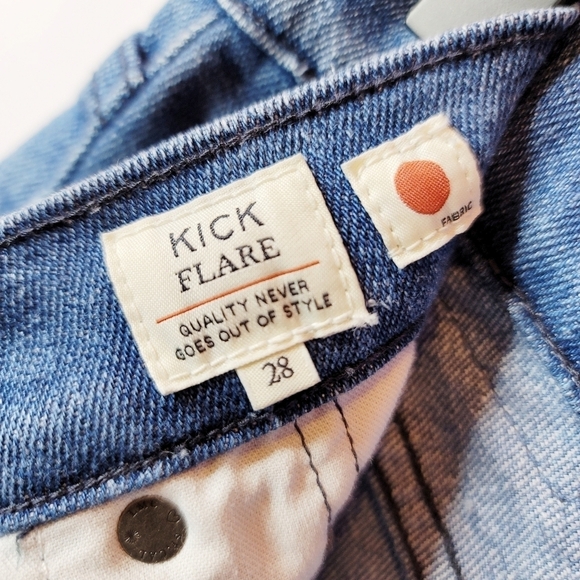 KICK
FLARE
QUALITY NEVER
GOES OUT OF STYLE
28
FABRIC